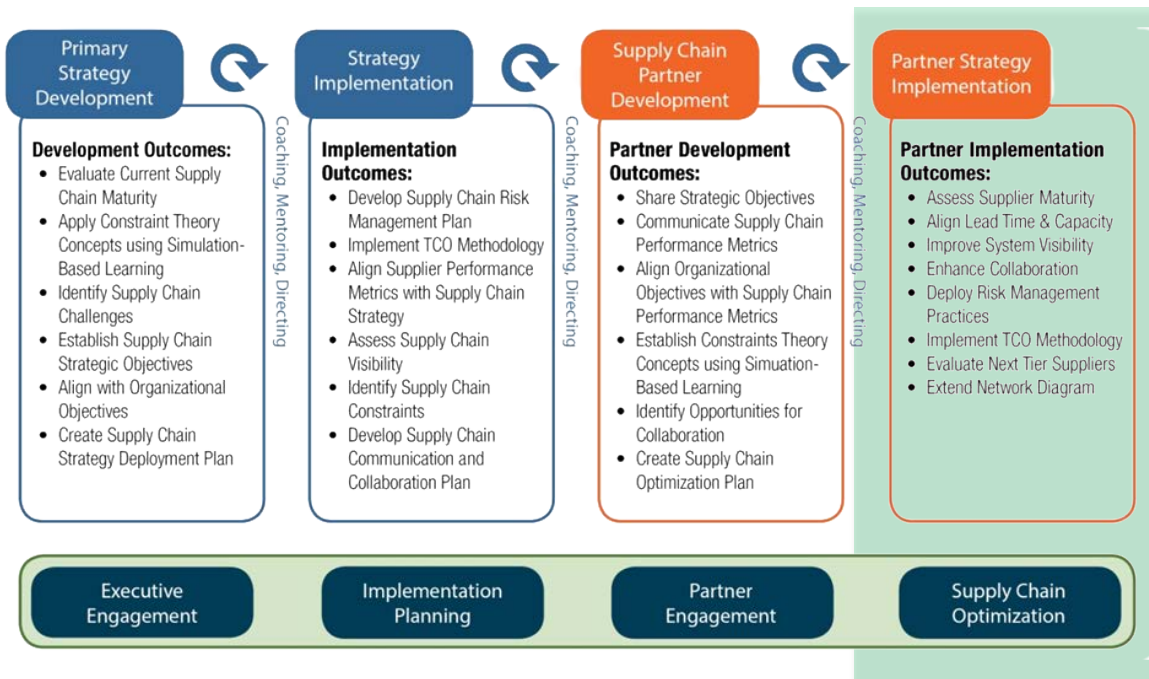 Primary
Strategy
Development
Development Outcomes:
• Evaluate Current Supply
Chain Maturity
• Apply Constraint Theory
Concepts using Simulation-
Based Learning
• Identify Supply Chain
Challenges
• Establish Supply Chain
Strategic Objectives
• Align with Organizational
Objectives
• Create Supply Chain
Strategy Deployment Plan
Coaching, Mentoring, Directing
Strategy
Implementation
Implementation
Outcomes:
• Develop Supply Chain Risk
Management Plan
• Implement TCO Methodology
• Align Supplier Performance
Metrics with Supply Chain
Strategy
• Assess Supply Chain
Visibility
• Identify Supply Chain
Constraints
• Develop Supply Chain
Communication and
Collaboration Plan
Coaching, Mentoring, Directing
Supply Chain
Partner
Development
Partner Development
Outcomes:
• Share Strategic Objectives
• Communicate Supply Chain
Performance Metrics
• Align Organizational
Objectives with Supply Chain
Performance Metrics
• Establish Constraints Theory
Concepts using Simuation-
Based Learning
• Identify Opportunities for
Collaboration
• Create Supply Chain
Optimization Plan
Coaching, Mentoring, Directing
Partner Strategy
Implementation
Partner Implementation
Outcomes:
• Assess Supplier Maturity
• Align Lead Time & Capacity
• Improve System Visibility
• Enhance Collaboration
• Deploy Risk Management
Practices
• Implement TCO Methodology
• Evaluate Next Tier Suppliers
• Extend Network Diagram
Executive
Engagement
Implementation
Planning
Partner
Engagement
Supply Chain
Optimization